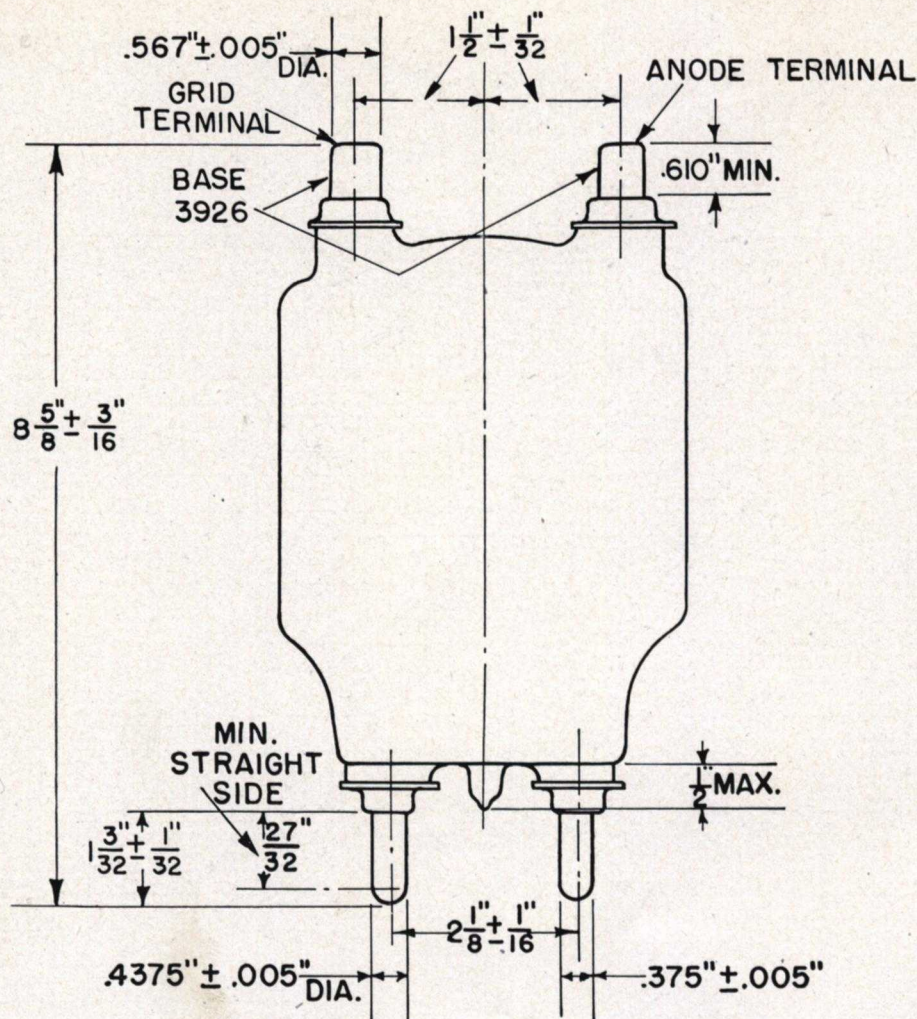 .567"±.005"
DIA.
1 1/2" ± 1/32"
ANODE TERMINAL
GRID
TERMINAL
.610" MIN.
BASE
3926
8 5/8" ± 3/16"
MIN.
STRAIGHT
SIDE
1/2" MAX.
1 3/32" ± 1/32"
27/32"
2 1/8" ± 1/16"
.4375" ± .005"
DIA.
.375" ±.005"